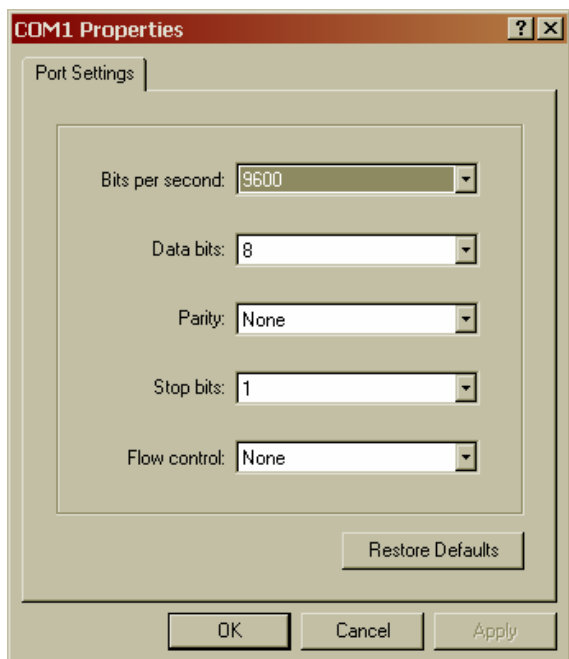 COM1 Properties
Port Settings
Bits per second: 9600
Data bits: 8
Parity: None
Stop bits: 1
Flow control: None
Restore Defaults
OK Cancel Apply